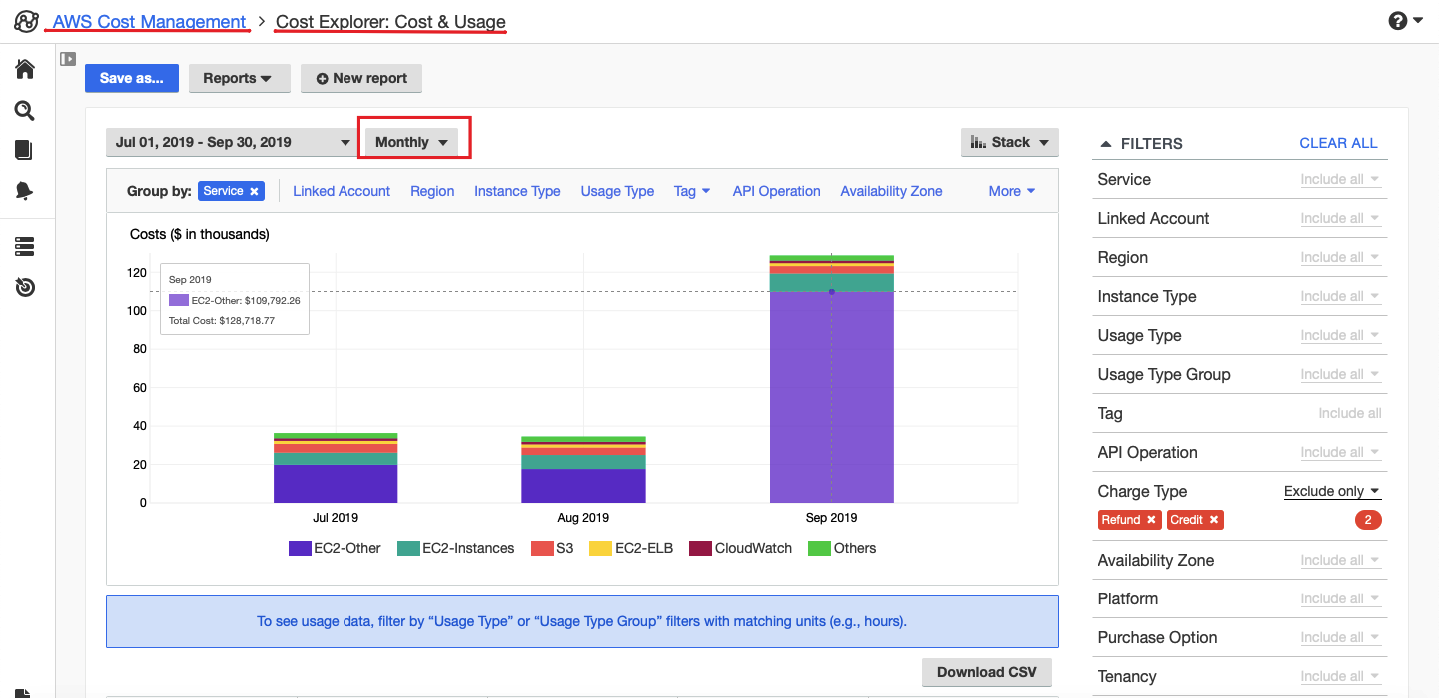 AWS Cost Management > Cost Explorer: Cost & Usage
Save as... Reports New report
Jul 01, 2019 - Sep 30, 2019 Monthly Stack
Group by: Service × Linked Account Region Instance Type Usage Type Tag API Operation Availability Zone More
Costs ($ in thousands)
120
100
80
60
40
20
0
Sep 2019
EC2-Other: $109,792.26
Total Cost: $128,718.77
Jul 2019 Aug 2019 Sep 2019
EC2-Other EC2-Instances S3 EC2-ELB CloudWatch Others
To see usage data, filter by “Usage Type” or “Usage Type Group” filters with matching units (e.g., hours).
Download CSV
FILTERS CLEAR ALL
Service Include all
Linked Account Include all
Region Include all
Instance Type Include all
Usage Type Include all
Usage Type Group Include all
Tag Include all
API Operation Include all
Charge Type Exclude only
Refund × Credit × 2
Availability Zone Include all
Platform Include all
Purchase Option Include all
Tenancy Include all